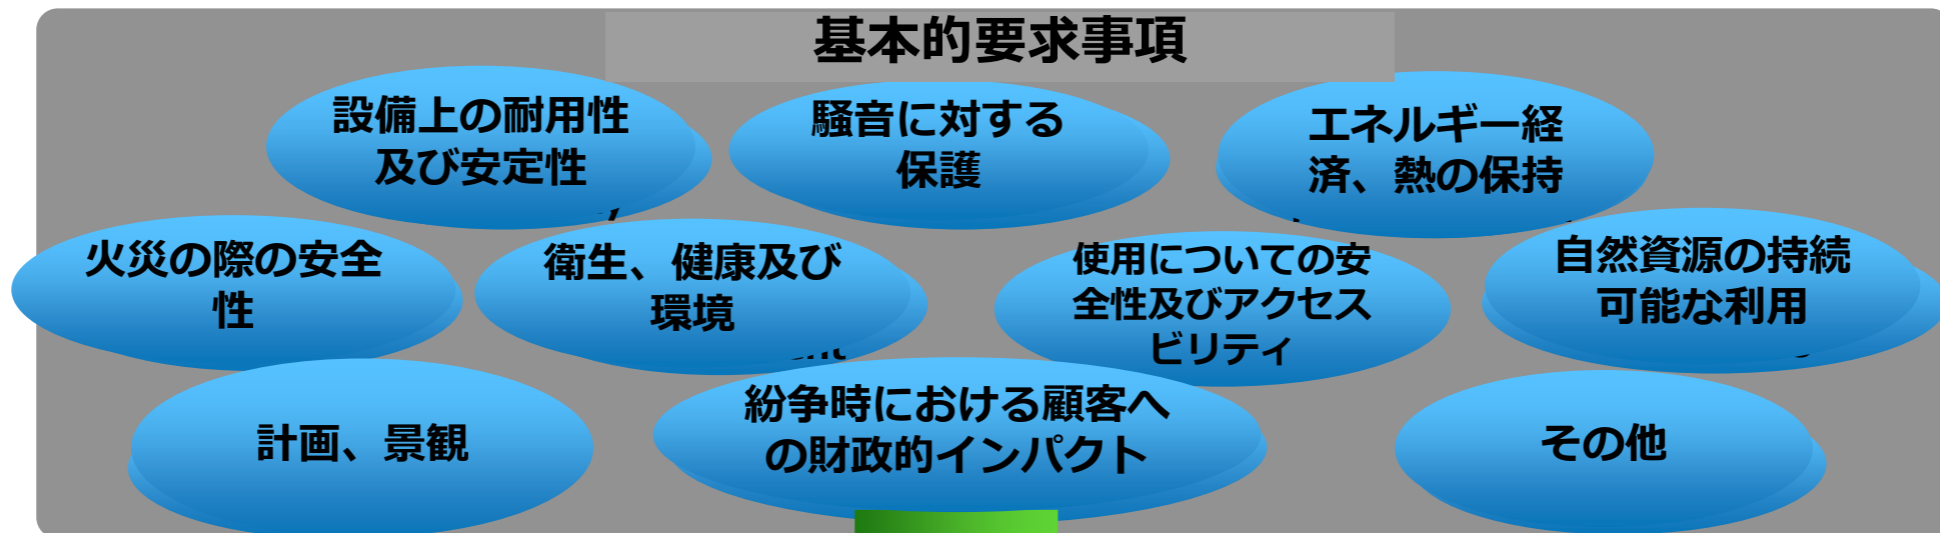 基本的要求事項
設備上の耐用性
及び安定性
騒音に対する
保護
エネルギー経
済、熱の保持
火災の際の安全
性
衛生、健康及び
環境
使用についての安
全性及びアクセス
ビリティ
自然資源の持続
可能な利用
計画、景観
紛争時における顧客へ
の財政的インパクト
その他